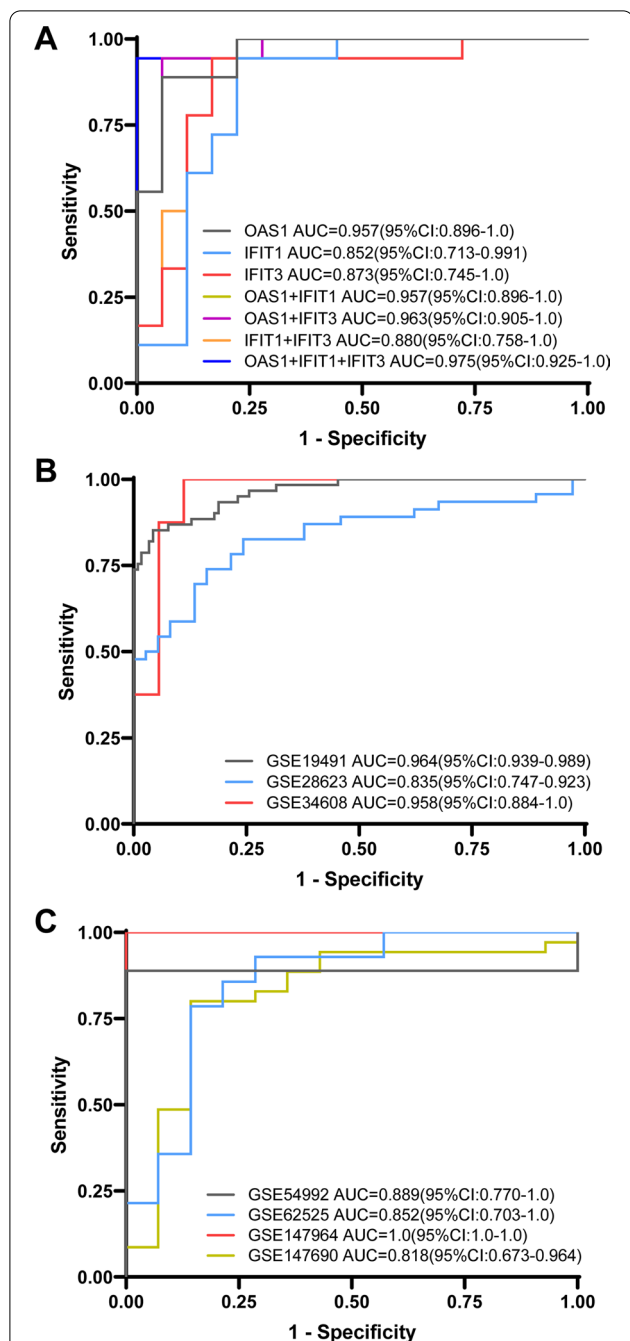 A
1.00
0.75
0.50
0.25
0.00
Sensitivity
OAS1 AUC=0.957(95%CI:0.896-1.0)
IFIT1 AUC=0.852(95%CI:0.713-0.991)
IFIT3 AUC=0.873(95%CI:0.745-1.0)
OAS1+IFIT1 AUC=0.957(95%CI:0.896-1.0)
OAS1+IFIT3 AUC=0.963(95%CI:0.905-1.0)
IFIT1+IFIT3 AUC=0.880(95%CI:0.758-1.0)
OAS1+IFIT1+IFIT3 AUC=0.975(95%CI:0.925-1.0)
0.00 0.25 0.50 0.75 1.00
1 - Specificity
B
1.00
0.75
0.50
0.25
0.00
Sensitivity
GSE19491 AUC=0.964(95%CI:0.939-0.989)
GSE28623 AUC=0.835(95%CI:0.747-0.923)
GSE34608 AUC=0.958(95%CI:0.884-1.0)
0.00 0.25 0.50 0.75 1.00
1 - Specificity
C
1.00
0.75
0.50
0.25
0.00
Sensitivity
GSE54992 AUC=0.889(95%CI:0.770-1.0)
GSE62525 AUC=0.852(95%CI:0.703-1.0)
GSE147964 AUC=1.0(95%CI:1.0-1.0)
GSE147690 AUC=0.818(95%CI:0.673-0.964)
0.00 0.25 0.50 0.75 1.00
1 - Specificity